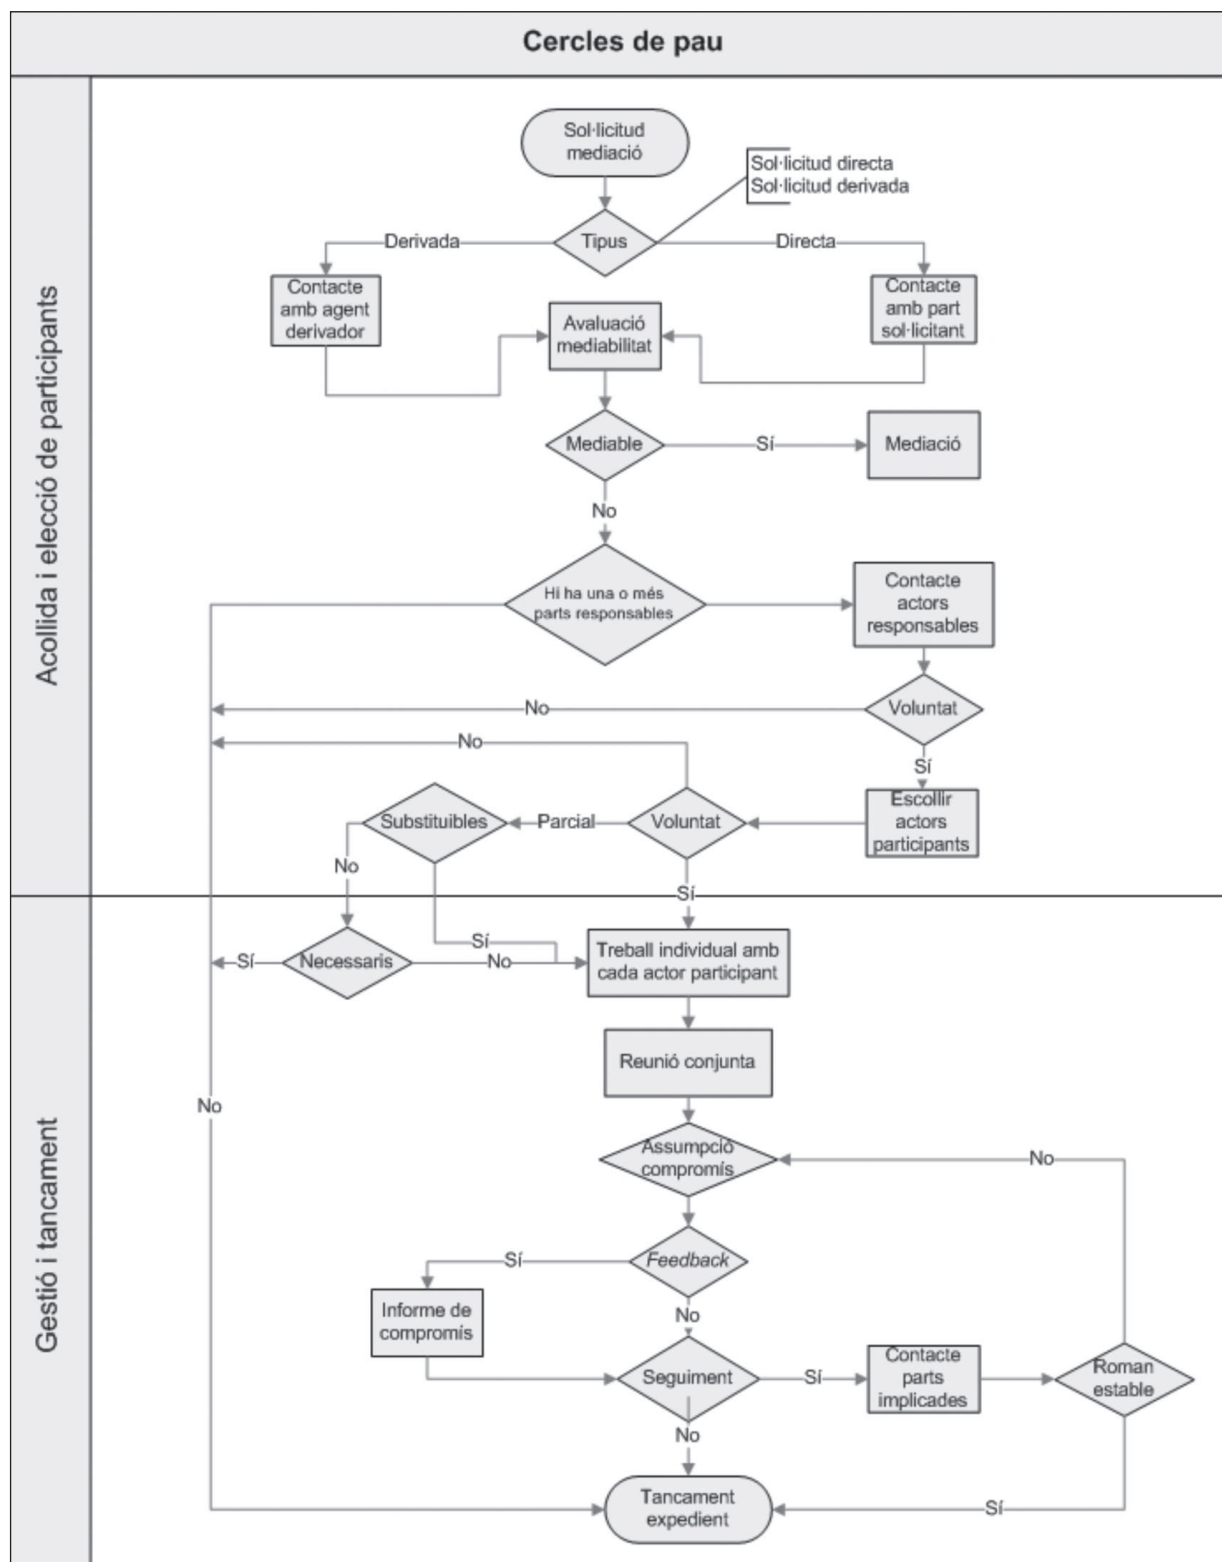 Cercles de pau
Acollida i elecció de participants
Sol·licitud
mediació
Sol·licitud directa
Sol·licitud derivada
Derivada
Tipus
Directa
Contacte
amb agent
derivador
Avaluació
mediabilitat
Contacte
amb part
sol·licitant
Mediable
Sí
Mediació
No
Hi ha una o més
parts responsables
Contacte
actors
responsables
No
Voluntat
No
Sí
Substituibles
Parcial
Voluntat
Escollir
actors
participants
No
Sí
Gestió i tancament
Sí
Necessaris
Sí
No
Treball individual amb
cada actor participant
Reunió conjunta
No
Assumpció
compromís
No
Sí
Feedback
Informe de
compromís
No
Seguiment
Sí
Contacte
parts
implicades
Roman
estable
No
Tancament
expedient
Sí